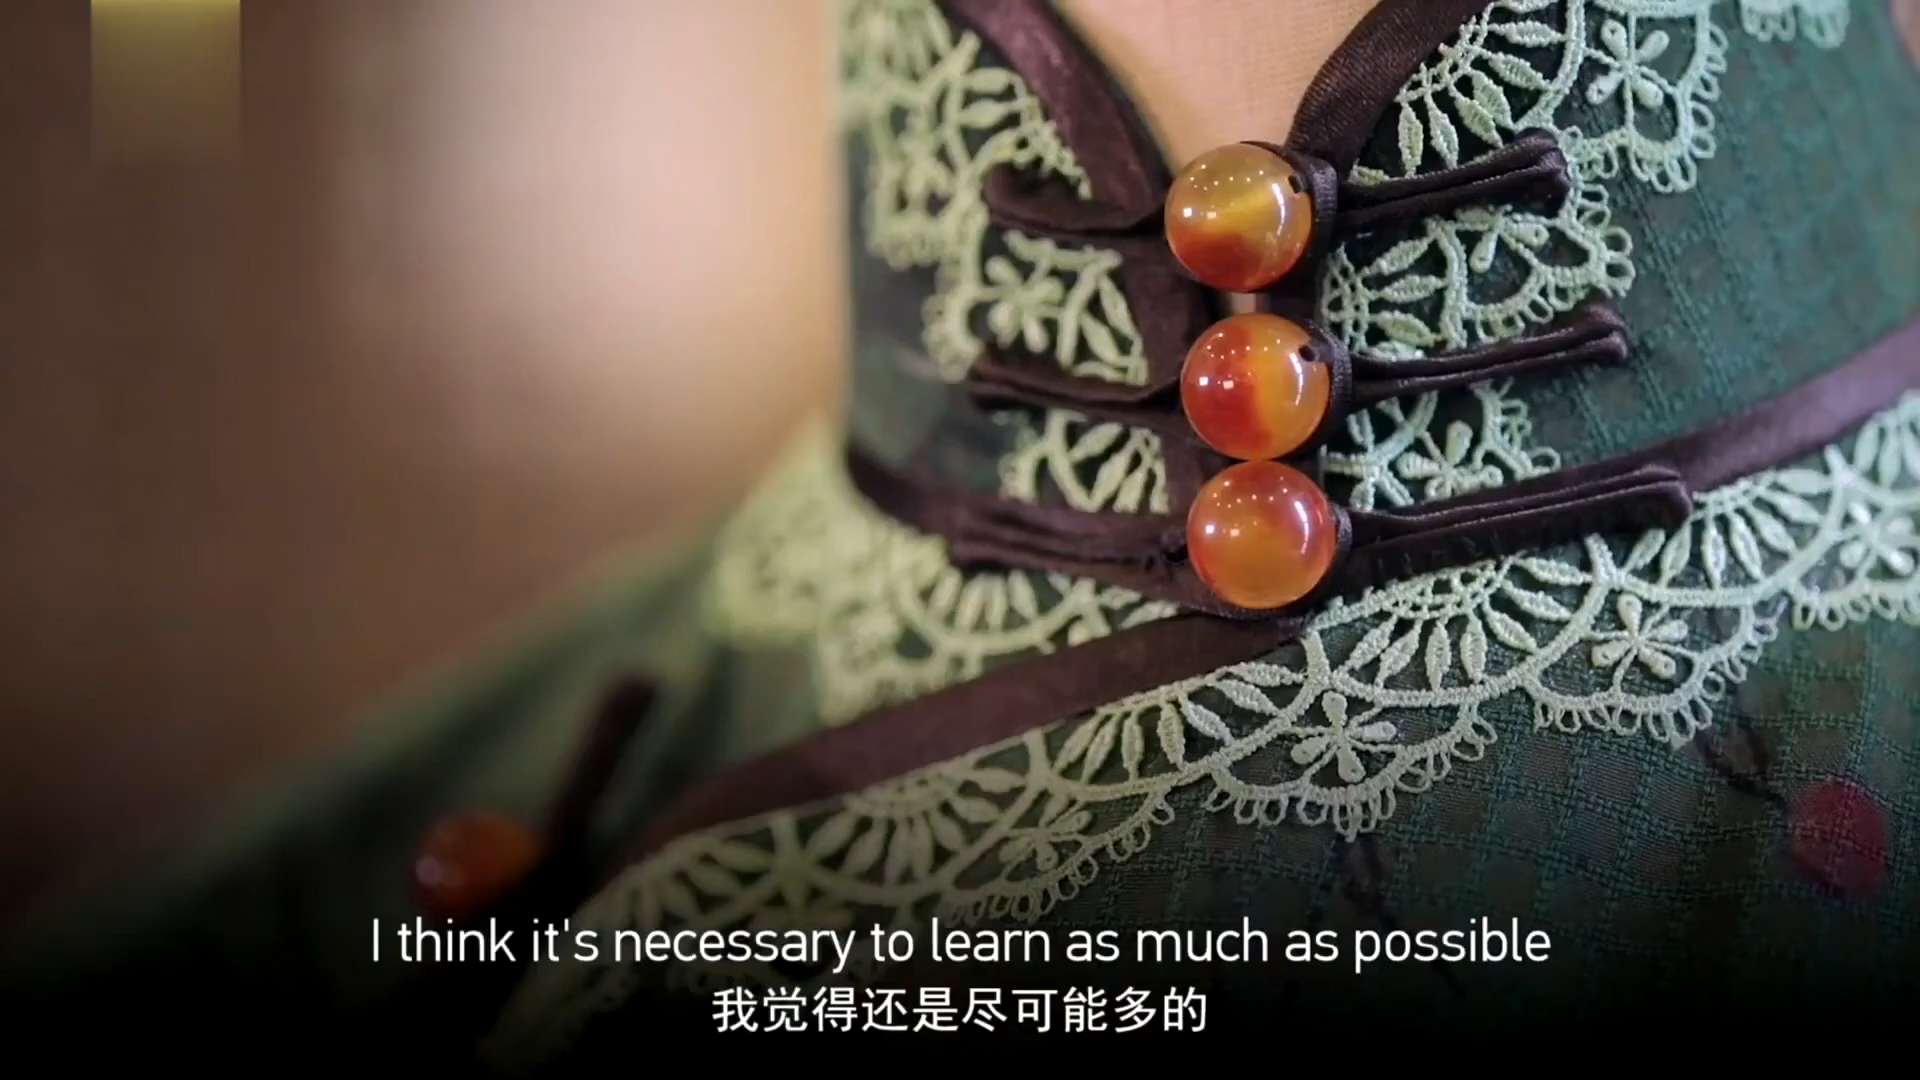 I think it's necessary to learn as much as possible
我觉得还是尽可能多的